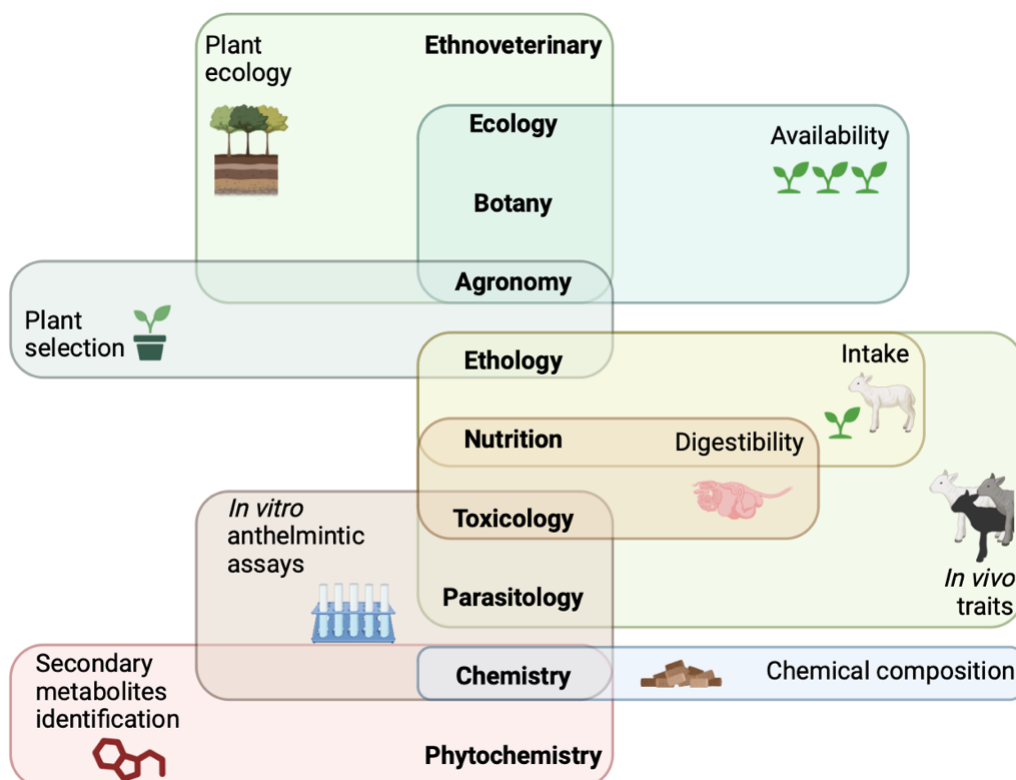 Plant
ecology
Ethnoveterinary
Ecology
Availability
Botany
Agronomy
Plant
selection
Ethology
Intake
Nutrition
Digestibility
In vitro
anthelmintic
assays
Toxicology
In vivo
traits
Parasitology
Secondary
metabolites
identification
Chemistry
Chemical composition
Phytochemistry